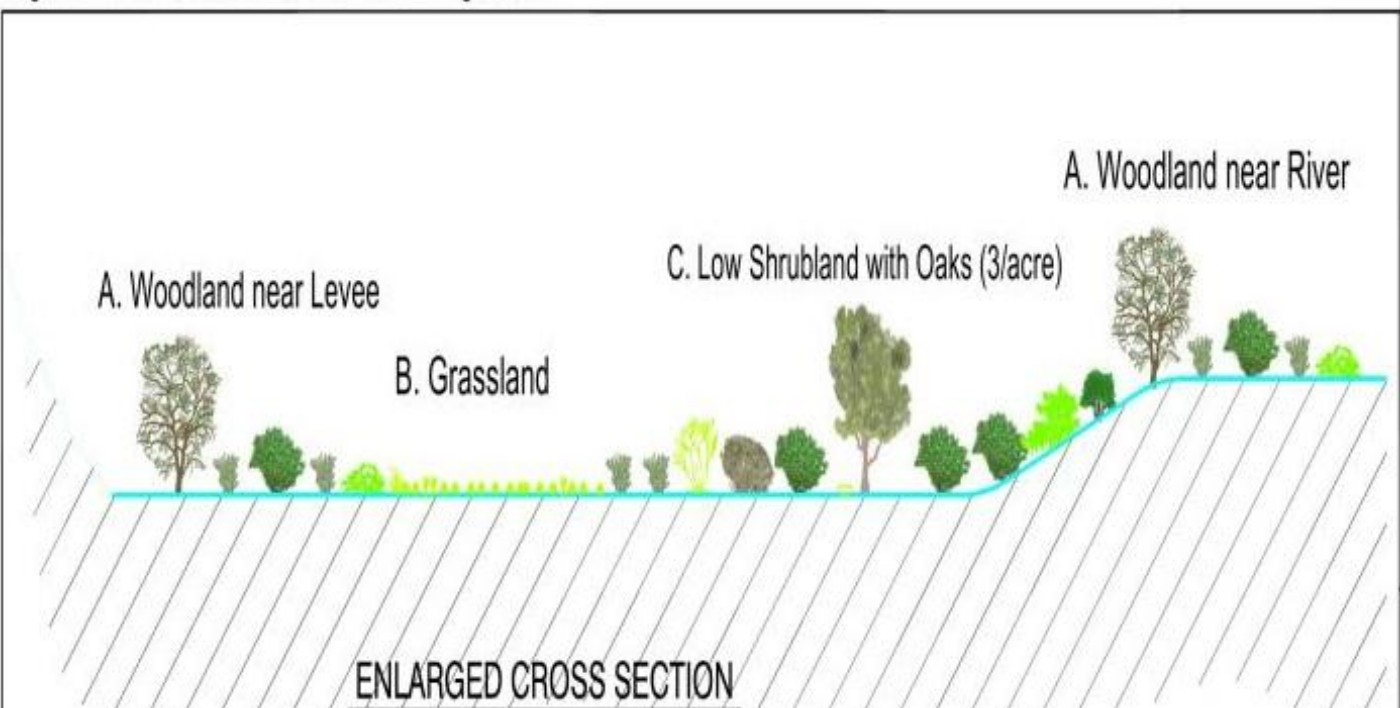 A. Woodland near River
C. Low Shrubland with Oaks (3/acre)
A. Woodland near Levee
B. Grassland
ENLARGED CROSS SECTION